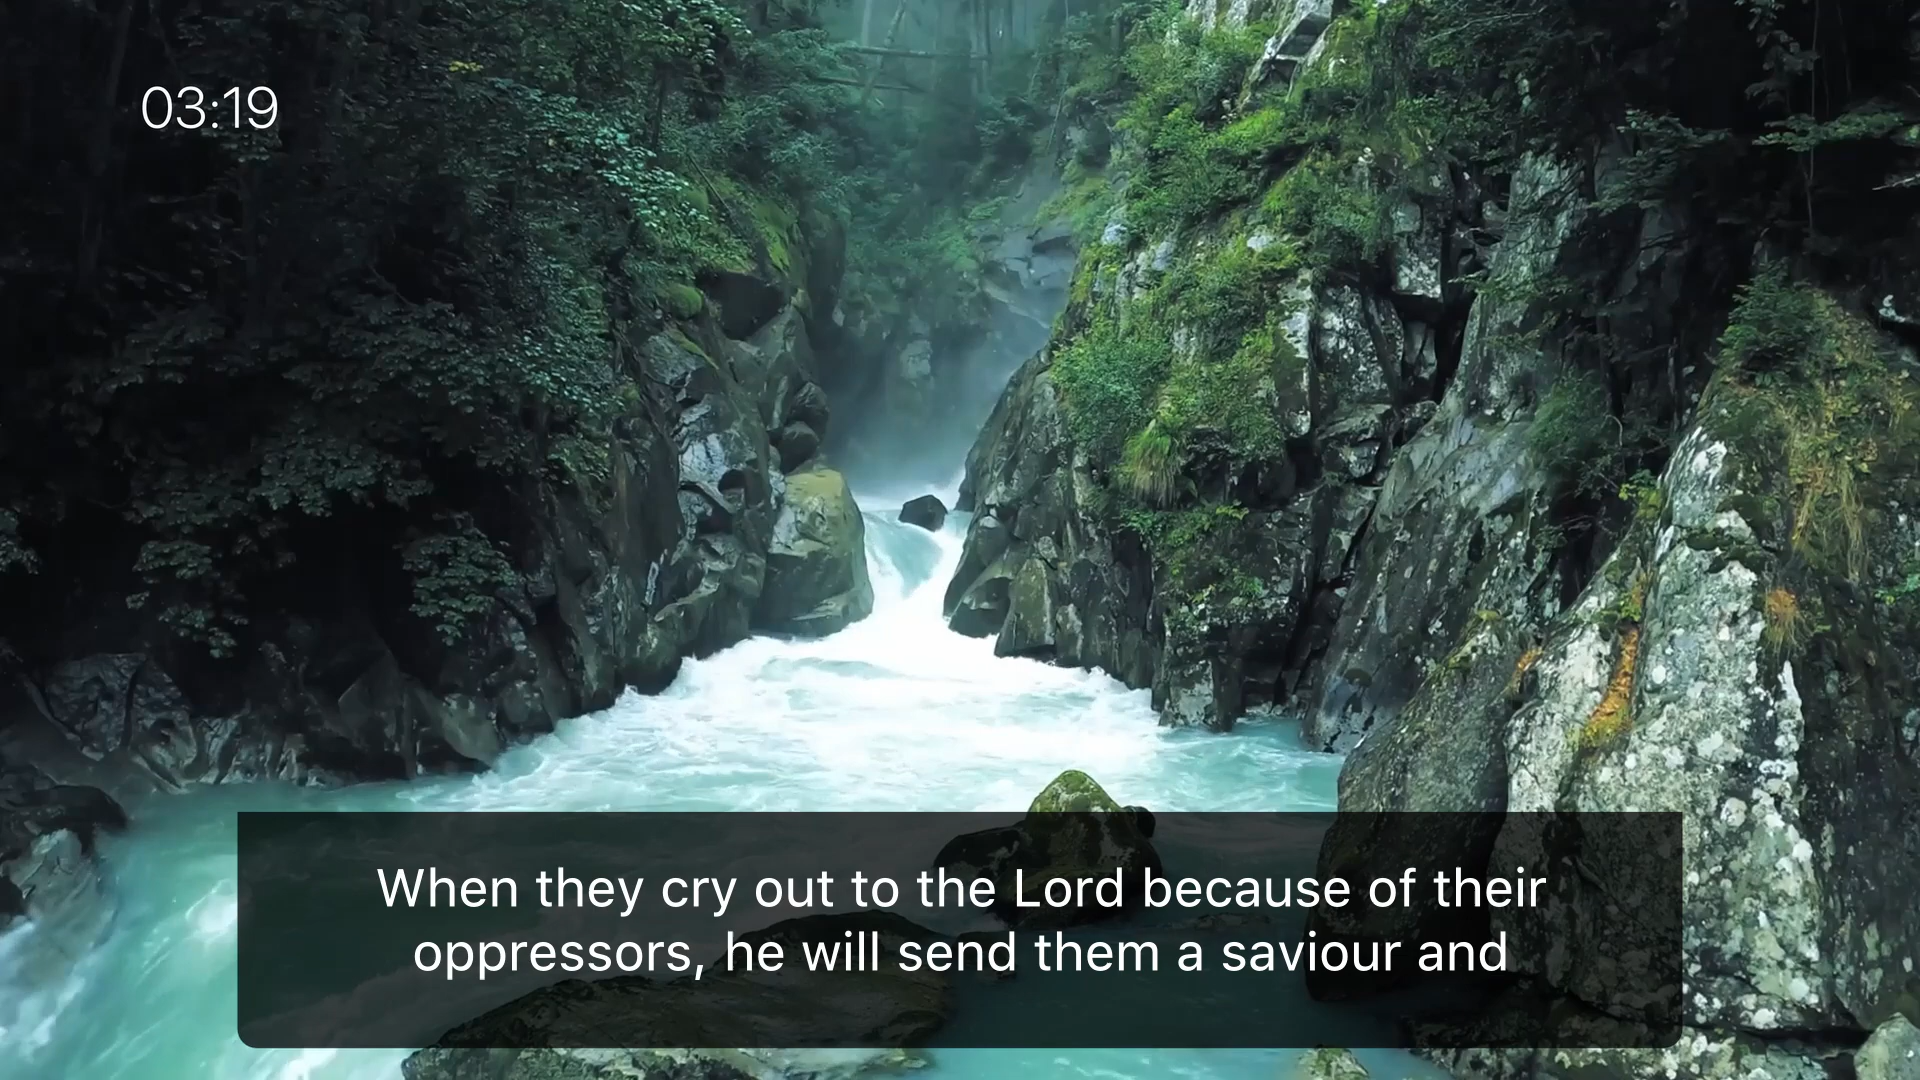 03:19
When they cry out to the Lord because of their
oppressors, he will send them a saviour and